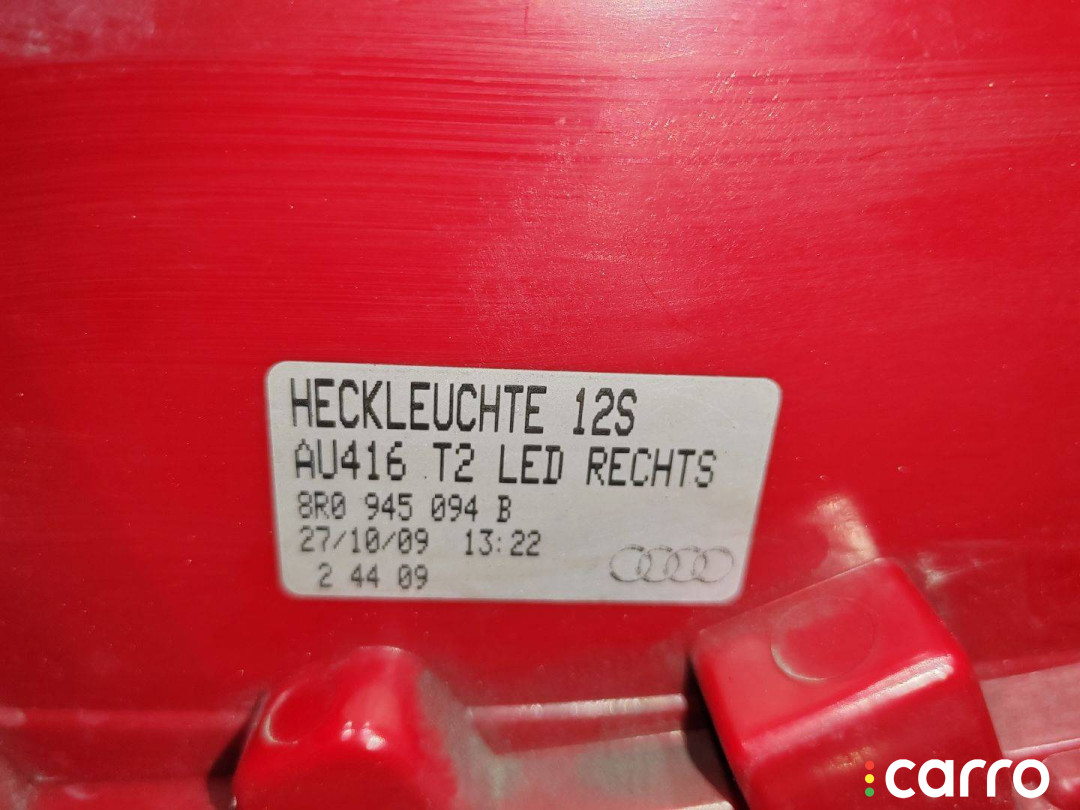 HECKLEUCHTE 12S
AU416 T2 LED RECHTS
8R0 945 094 B
27/10/09 13:22
2 44 09
carro